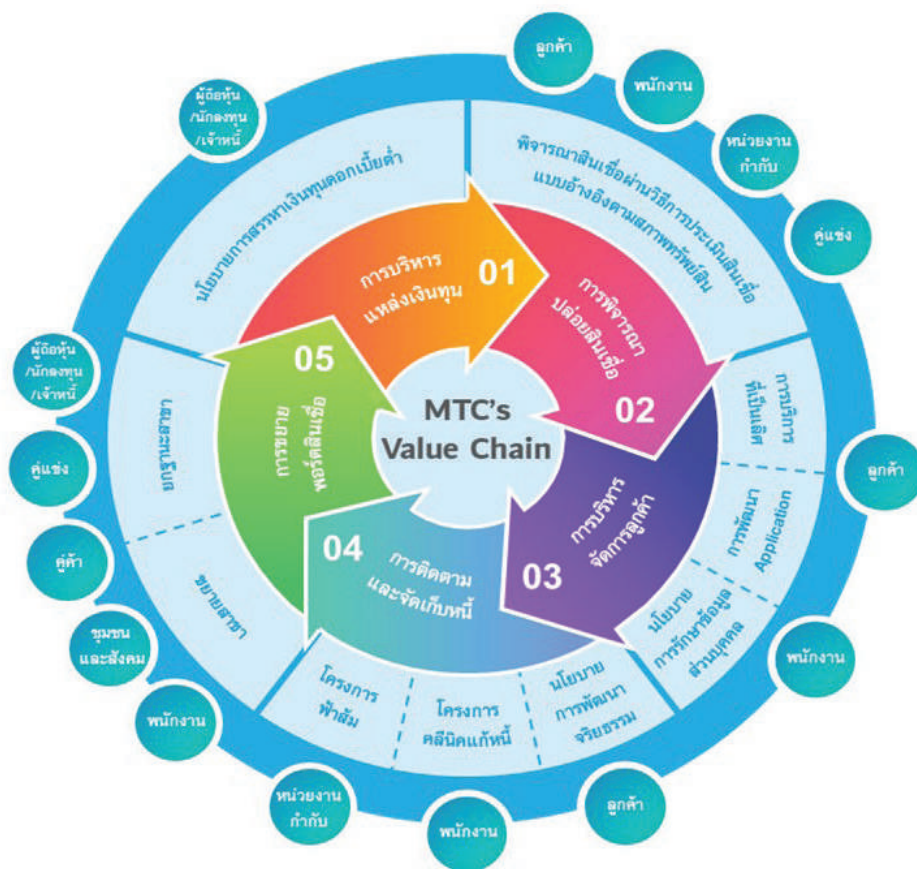 MTC's
Value Chain
01
การบริหาร
แหล่งเงินทุน
นโยบายการสรรหาเงินทุนดอกเบี้ยต่ำ
ผู้ถือหุ้น
/นักลงทุน
/เจ้าหนี้
02
การพิจารณา
ปล่อยสินเชื่อ
พิจารณาสินเชื่อผ่านวิธีการประเมินสินเชื่อ
แบบอ้างอิงตามสภาพทรัพย์สิน
ลูกค้า
พนักงาน
หน่วยงาน
กำกับ
คู่แข่ง
03
การบริหาร
จัดการลูกค้า
การบริการ
ที่เป็นเลิศ
การพัฒนา
Application
นโยบาย
การรักษาข้อมูล
ส่วนบุคคล
ลูกค้า
พนักงาน
04
การติดตาม
และจัดเก็บหนี้
นโยบาย
การพัฒนา
จริยธรรม
โครงการ
คลีนิคแก้หนี้
โครงการ
ฟ้าส้ม
ลูกค้า
พนักงาน
หน่วยงาน
กำกับ
05
การขยาย
พอร์ตสินเชื่อ
ขยายสาขา
พนักงาน
ชุมชน
และสังคม
คู่ค้า
คู่แข่ง
ผู้ถือหุ้น
/นักลงทุน
/เจ้าหนี้